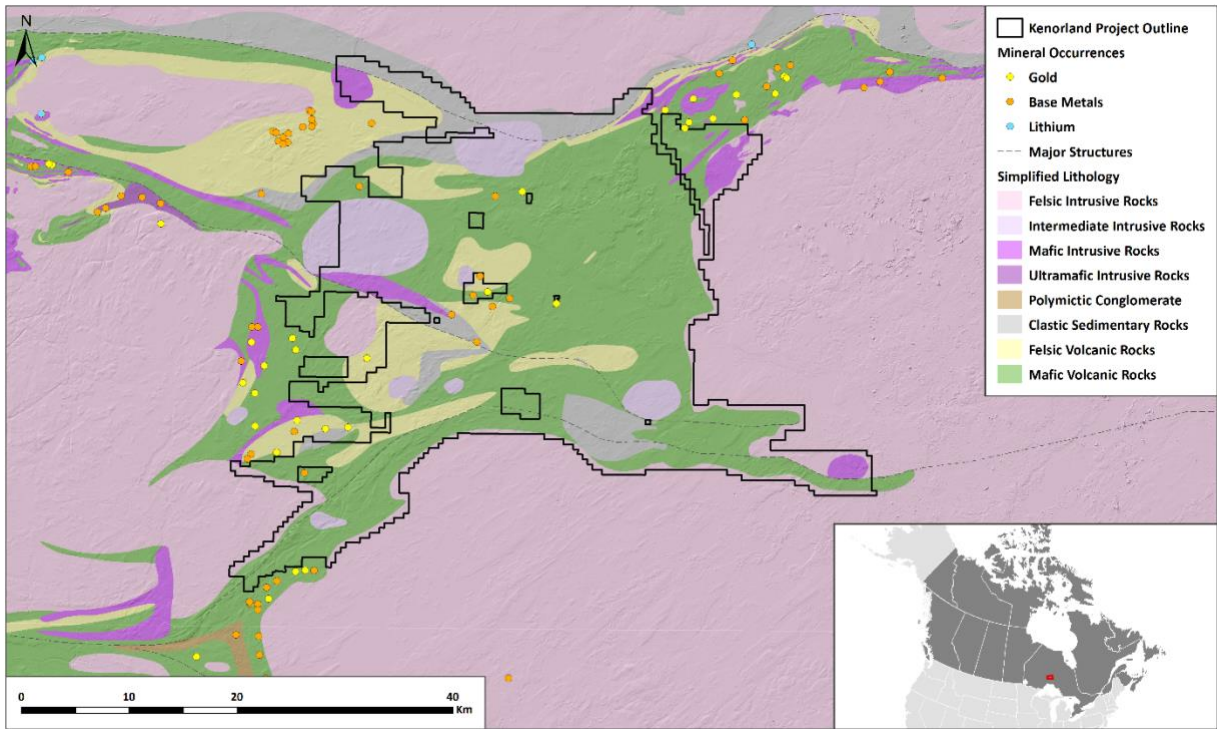 N
Kenorland Project Outline
Mineral Occurrences
Gold
Base Metals
Lithium
Major Structures
Simplified Lithology
Felsic Intrusive Rocks
Intermediate Intrusive Rocks
Mafic Intrusive Rocks
Ultramafic Intrusive Rocks
Polymictic Conglomerate
Clastic Sedimentary Rocks
Felsic Volcanic Rocks
Mafic Volcanic Rocks
0 10 20 40
Km